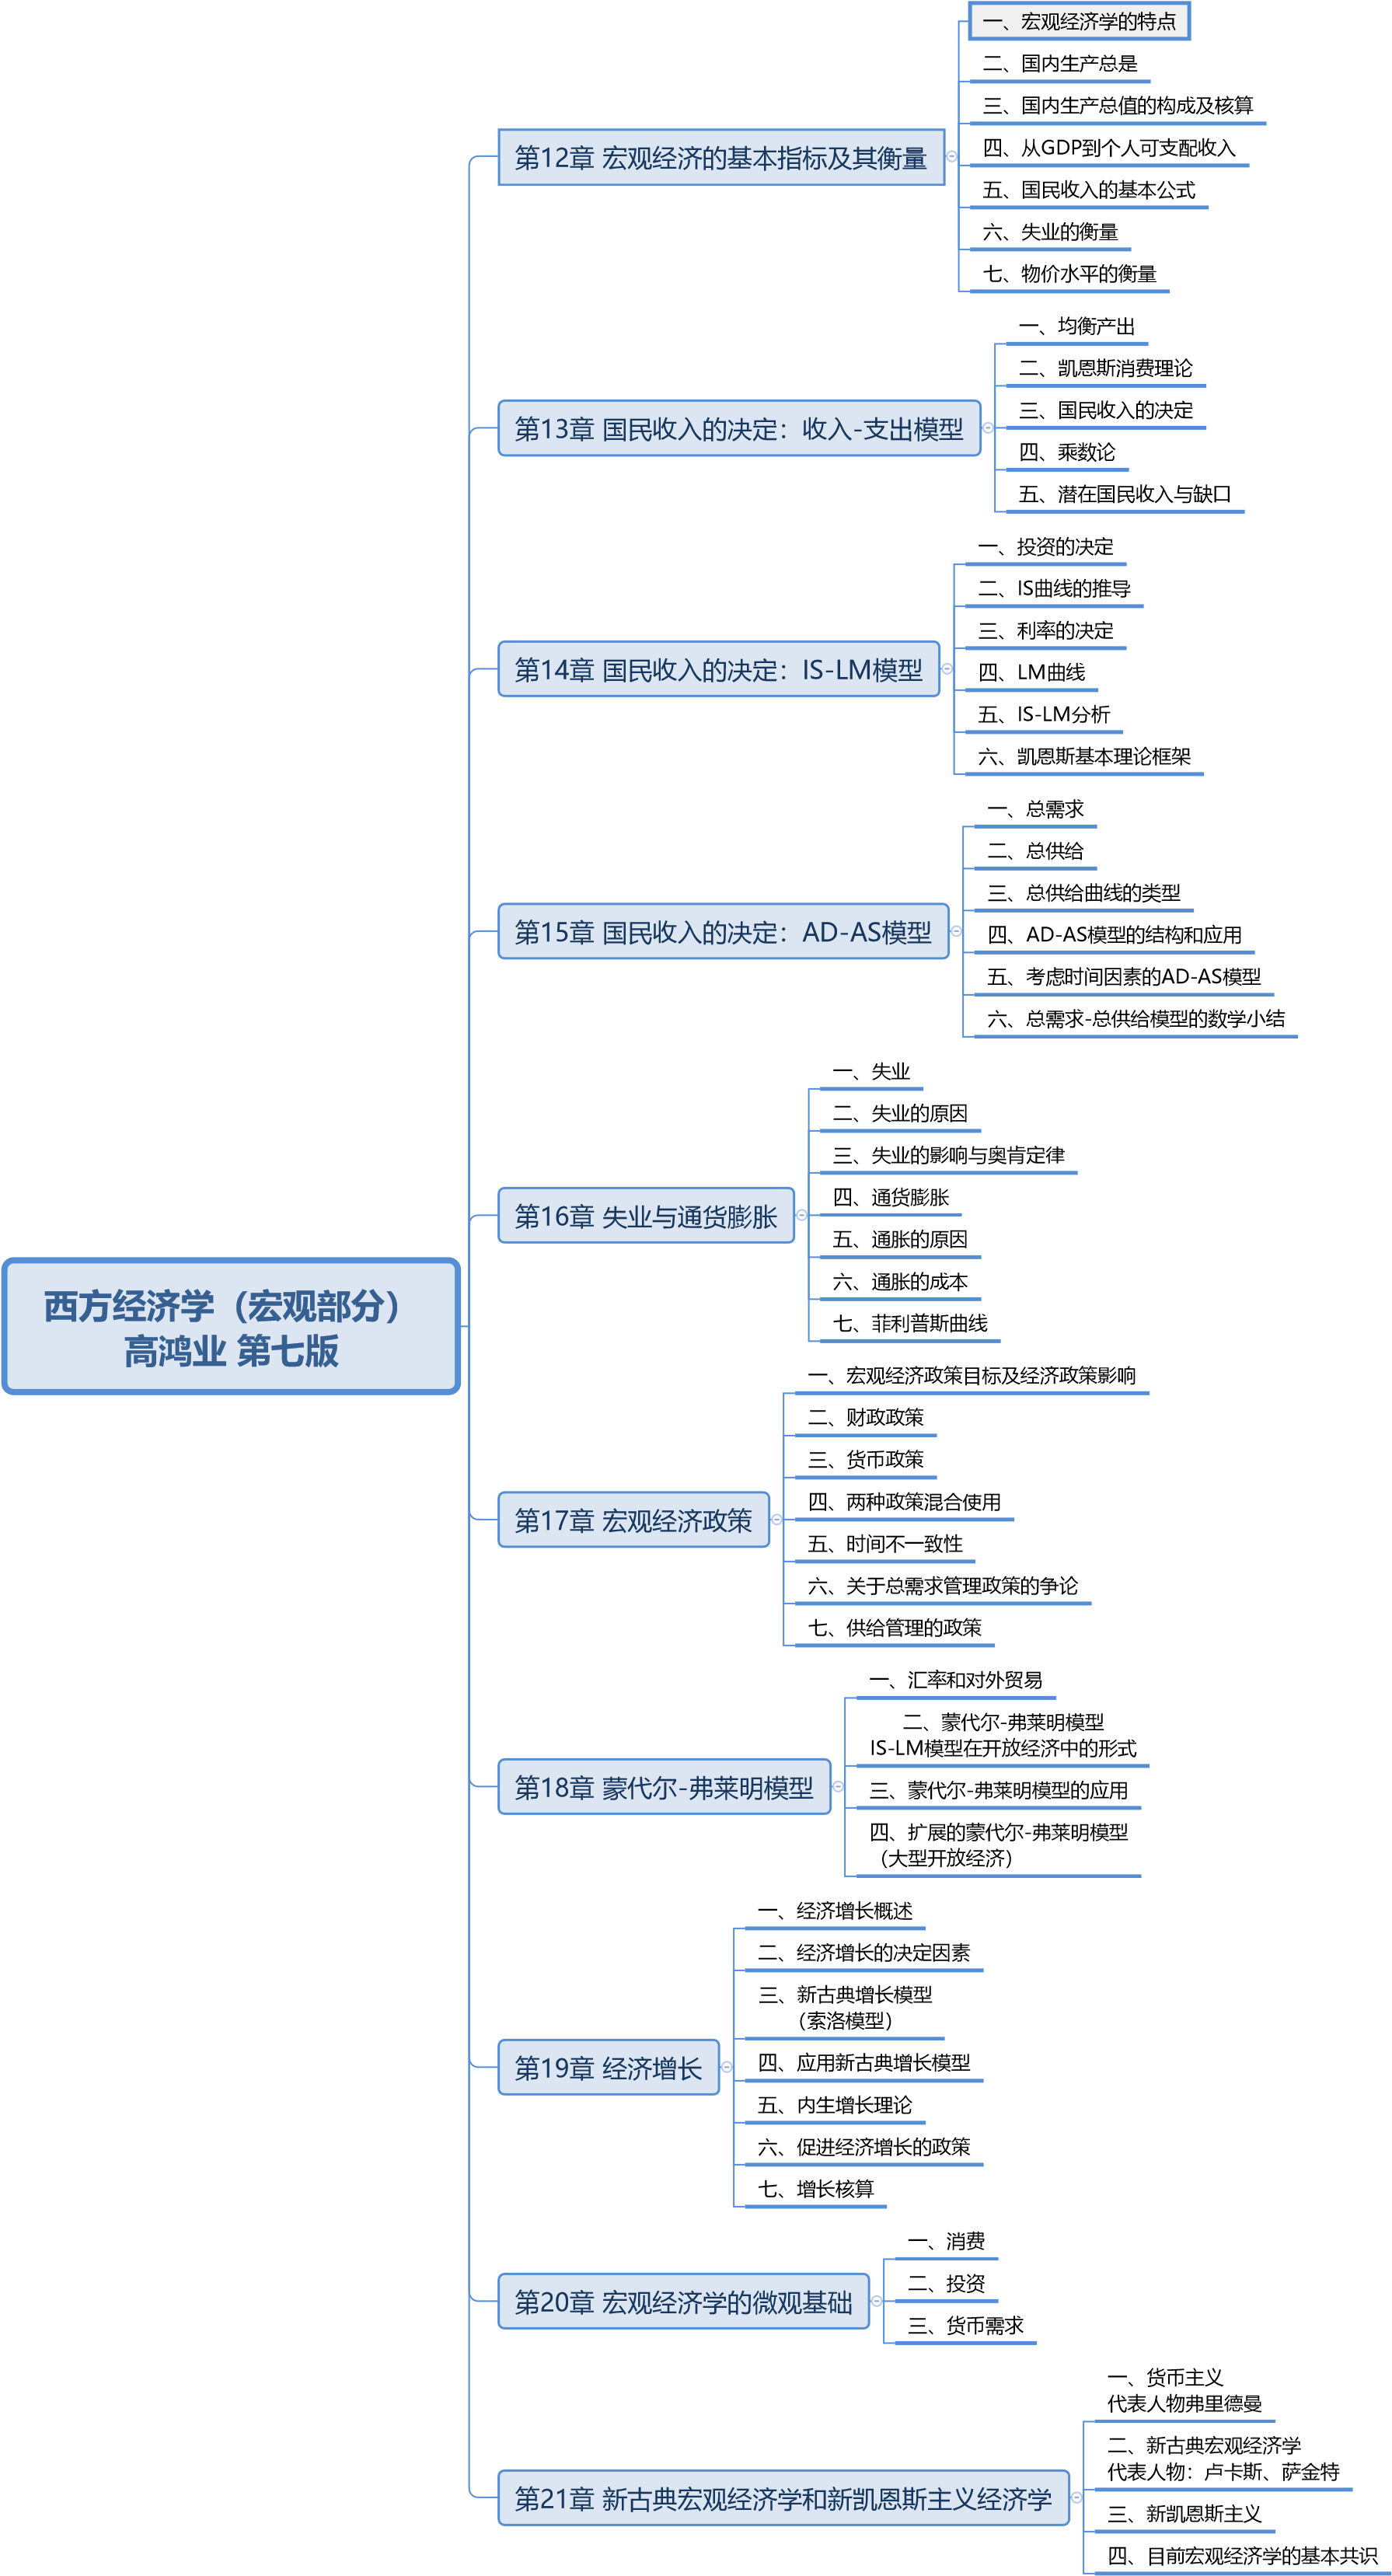 西方经济学（宏观部分）
高鸿业 第七版
第12章 宏观经济的基本指标及其衡量
一、宏观经济学的特点
二、国内生产总是
三、国内生产总值的构成及核算
四、从GDP到个人可支配收入
五、国民收入的基本公式
六、失业的衡量
七、物价水平的衡量
第13章 国民收入的决定：收入-支出模型
一、均衡产出
二、凯恩斯消费理论
三、国民收入的决定
四、乘数论
五、潜在国民收入与缺口
第14章 国民收入的决定：IS-LM模型
一、投资的决定
二、IS曲线的推导
三、利率的决定
四、LM曲线
五、IS-LM分析
六、凯恩斯基本理论框架
第15章 国民收入的决定：AD-AS模型
一、总需求
二、总供给
三、总供给曲线的类型
四、AD-AS模型的结构和应用
五、考虑时间因素的AD-AS模型
六、总需求-总供给模型的数学小结
第16章 失业与通货膨胀
一、失业
二、失业的原因
三、失业的影响与奥肯定律
四、通货膨胀
五、通胀的原因
六、通胀的成本
七、菲利普斯曲线
第17章 宏观经济政策
一、宏观经济政策目标及经济政策影响
二、财政政策
三、货币政策
四、两种政策混合使用
五、时间不一致性
六、关于总需求管理政策的争论
七、供给管理的政策
第18章 蒙代尔-弗莱明模型
一、汇率和对外贸易
二、蒙代尔-弗莱明模型
IS-LM模型在开放经济中的形式
三、蒙代尔-弗莱明模型的应用
四、扩展的蒙代尔-弗莱明模型
（大型开放经济）
第19章 经济增长
一、经济增长概述
二、经济增长的决定因素
三、新古典增长模型
（索洛模型）
四、应用新古典增长模型
五、内生增长理论
六、促进经济增长的政策
七、增长核算
第20章 宏观经济学的微观基础
一、消费
二、投资
三、货币需求
第21章 新古典宏观经济学和新凯恩斯主义经济学
一、货币主义
代表人物弗里德曼
二、新古典宏观经济学
代表人物：卢卡斯、萨金特
三、新凯恩斯主义
四、目前宏观经济学的基本共识